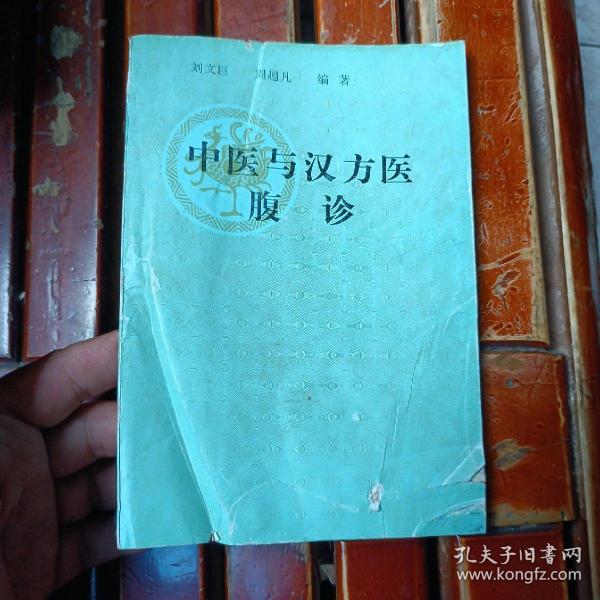 刘文巨 周超凡 编著
中医与汉方医
腹诊
孔夫子旧書网
www.kongfz.com